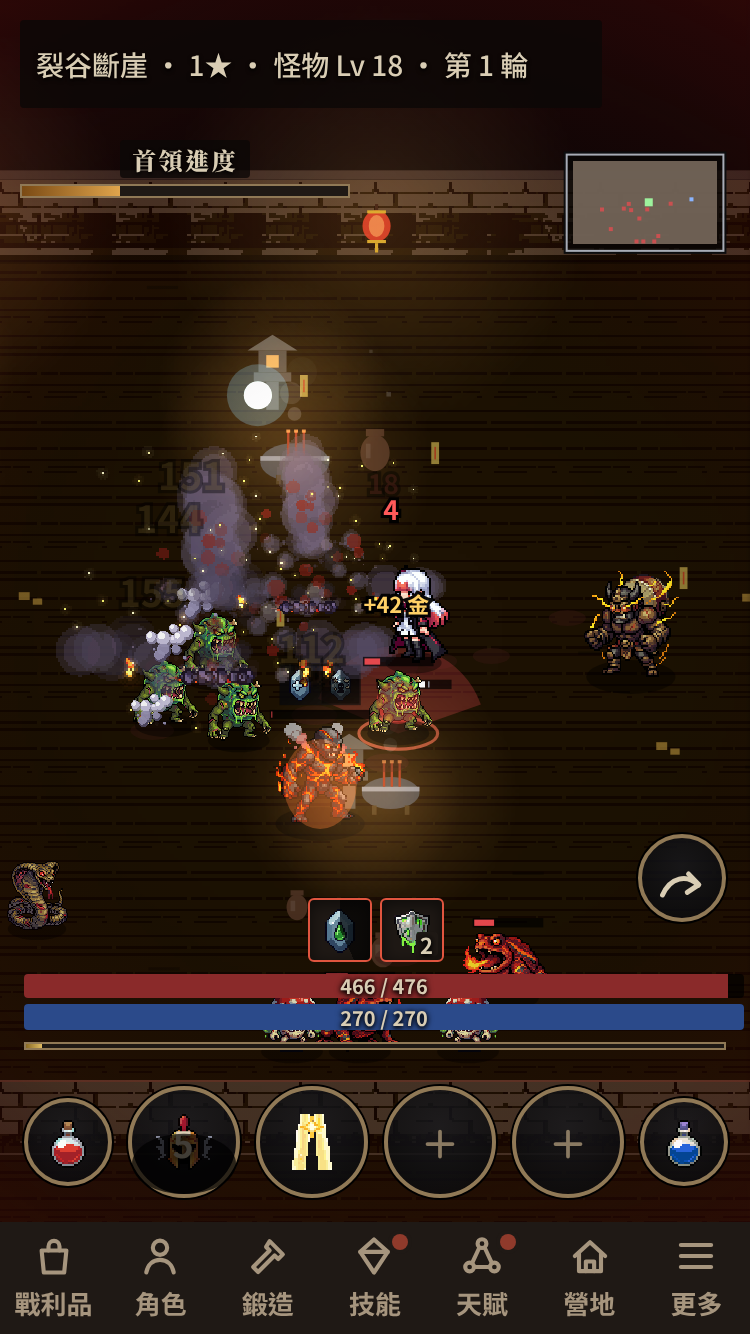 裂谷斷崖 • 1★ • 怪物 Lv 18 • 第 1 輪
首領進度
151
18
4
144
+42 金
112
2
466 / 476
270 / 270
5
戰利品
角色
鍛造
技能
天賦
營地
更多